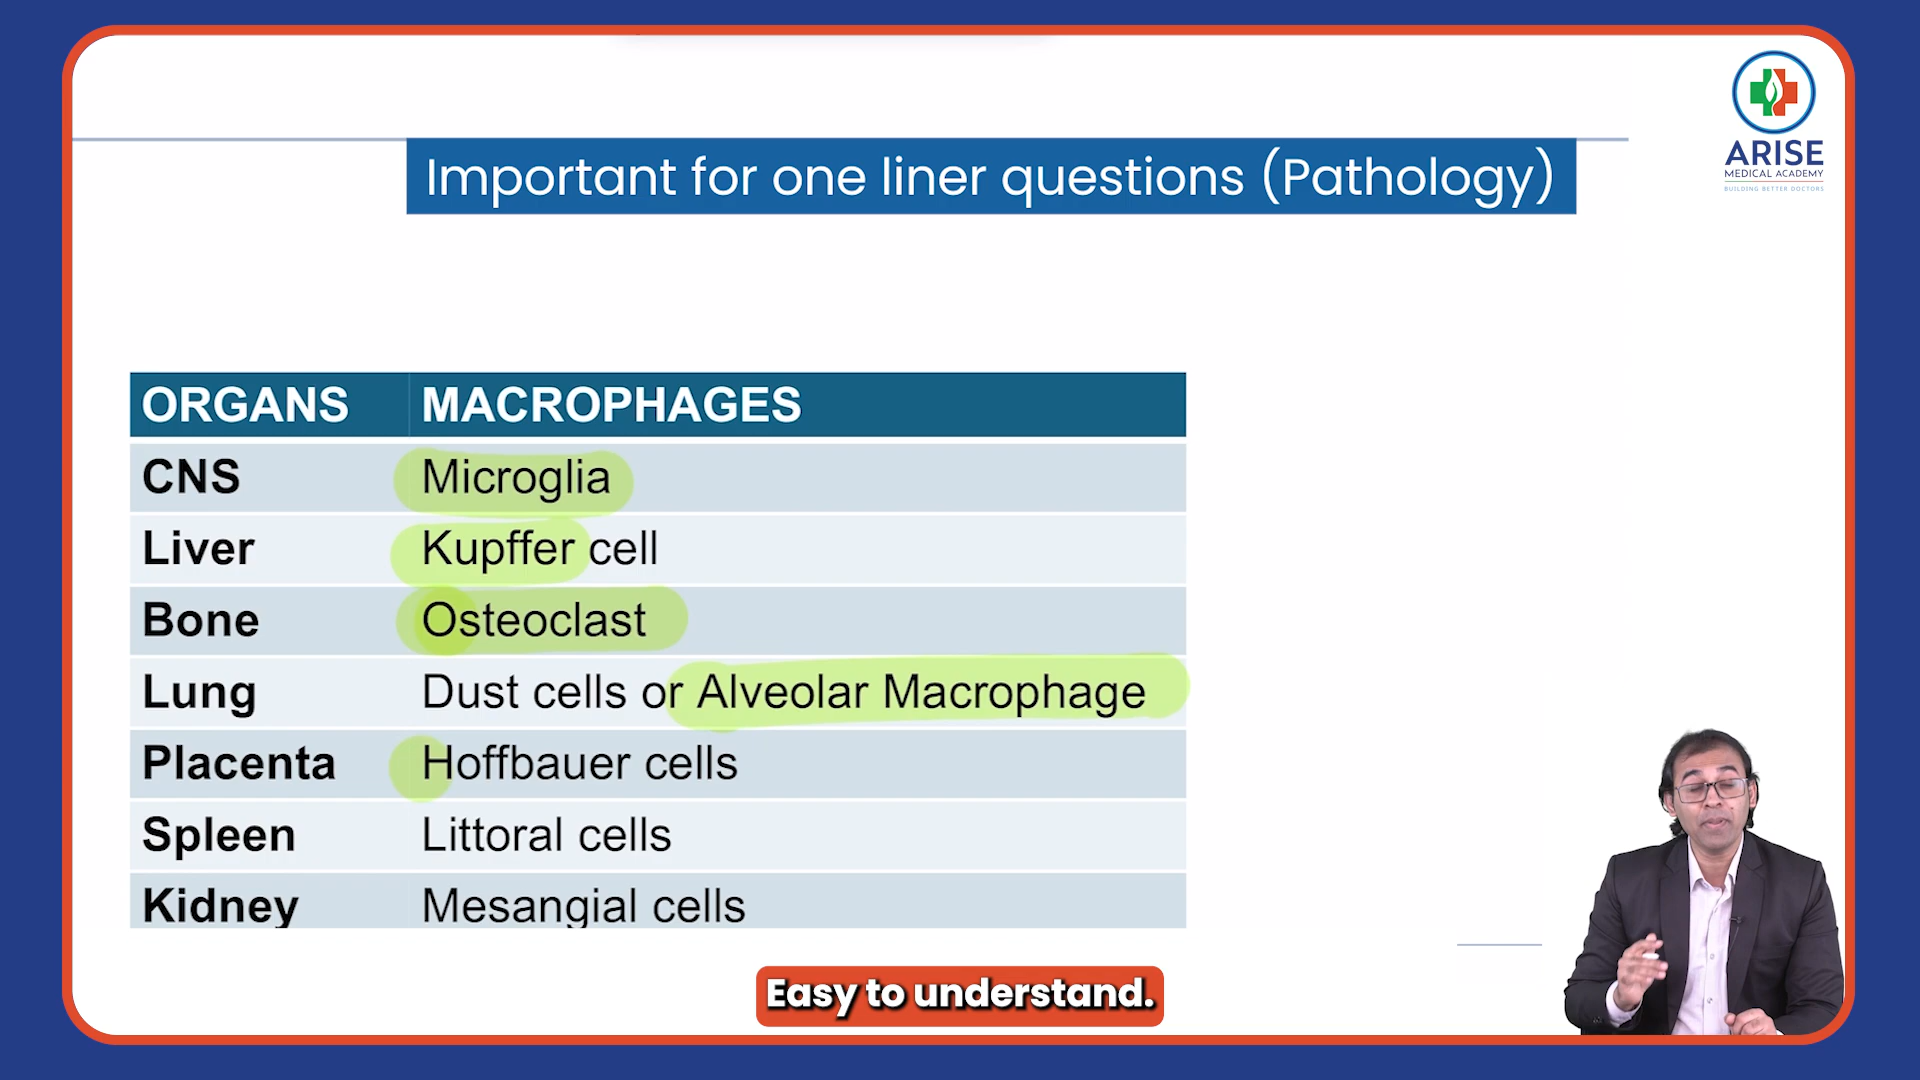 ARISE
MEDICAL ACADEMY
BUILDING BETTER DOCTORS
Important for one liner questions (Pathology)
ORGANS MACROPHAGES
CNS Microglia
Liver Kupffer cell
Bone Osteoclast
Lung Dust cells or Alveolar Macrophage
Placenta Hoffbauer cells
Spleen Littoral cells
Kidney Mesangial cells
Easy to understand.